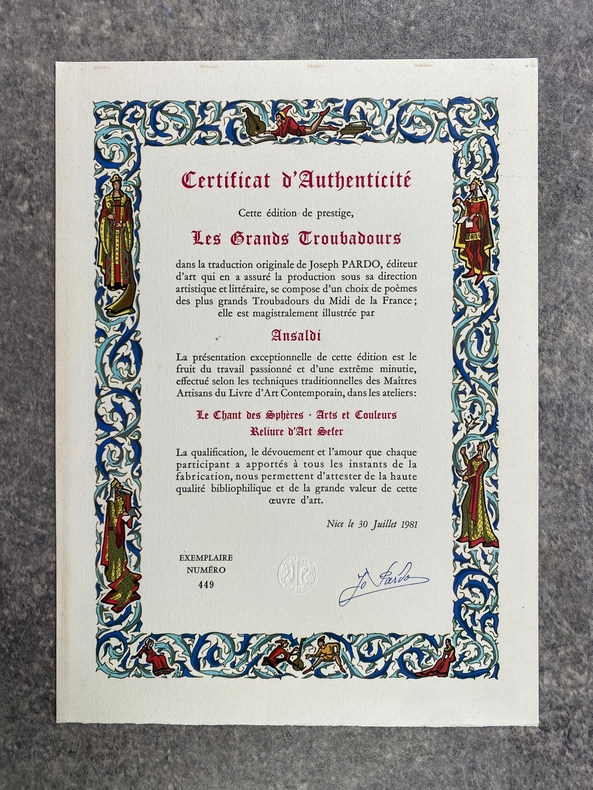 Certificat d'Authenticité
Cette édition de prestige,
Les Grands Troubadours
dans la traduction originale de Joseph PARDO, éditeur
d'art qui en a assuré la production sous sa direction
artistique et littéraire, se compose d'un choix de poèmes
des plus grands Troubadours du Midi de la France ;
elle est magistralement illustrée par
Ansaldi
La présentation exceptionnelle de cette édition est le
fruit du travail passionné et d'une extrême minutie,
effectué selon les techniques traditionnelles des Maîtres
Artisans du Livre d'Art Contemporain, dans les ateliers :
Le Chant des Sphères - Arts et Couleurs
Reliure d'Art Sefer
La qualification, le dévouement et l'amour que chaque
participant a apportés à tous les instants de la
fabrication, nous permettent d'attester de la haute
qualité bibliophilique et de la grande valeur de cette
œuvre d'art.
Nice le 30 Juillet 1981
EXEMPLAIRE
NUMÉRO
449
Jo Pardo